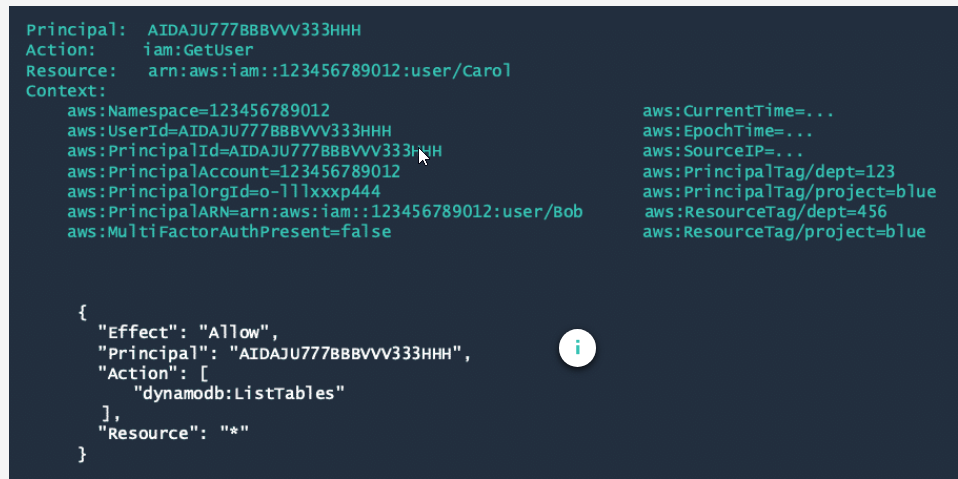 Principal: AIDAJU777BBBVVV333HHH
Action: iam:GetUser
Resource: arn:aws:iam::123456789012:user/Carol
Context:
aws:Namespace=123456789012 aws:CurrentTime=...
aws:UserId=AIDAJU777BBBVVV333HHH aws:EpochTime=...
aws:PrincipalId=AIDAJU777BBBVVV333HHH aws:SourceIP=...
aws:PrincipalAccount=123456789012 aws:PrincipalTag/dept=123
aws:PrincipalOrgId=o-lllxxxp444 aws:PrincipalTag/project=blue
aws:PrincipalARN=arn:aws:iam::123456789012:user/Bob aws:ResourceTag/dept=456
aws:MultiFactorAuthPresent=false aws:ResourceTag/project=blue
{
"Effect": "Allow",
"Principal": "AIDAJU777BBBVVV333HHH",
"Action": [
"dynamodb:ListTables"
],
"Resource": "*"
}
i